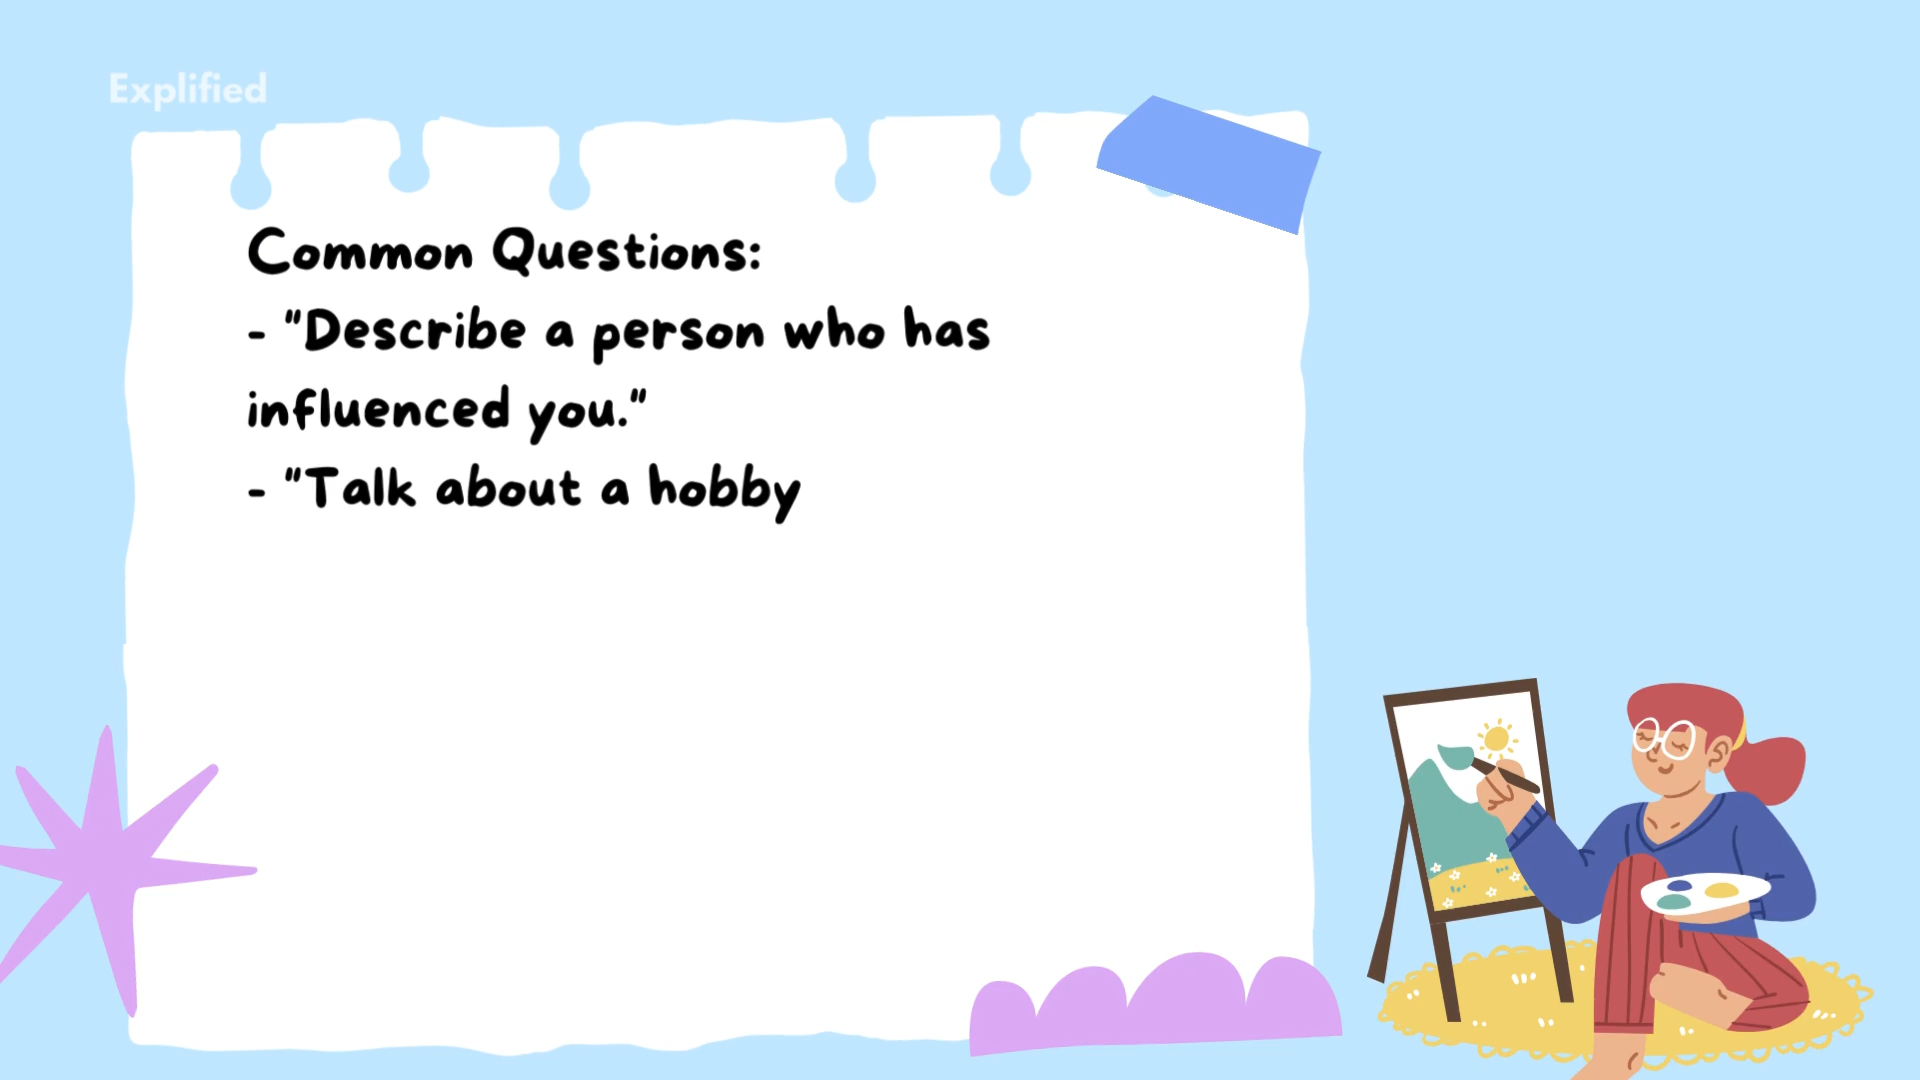 Explified
Common Questions:
- "Describe a person who has
influenced you."
- "Talk about a hobby